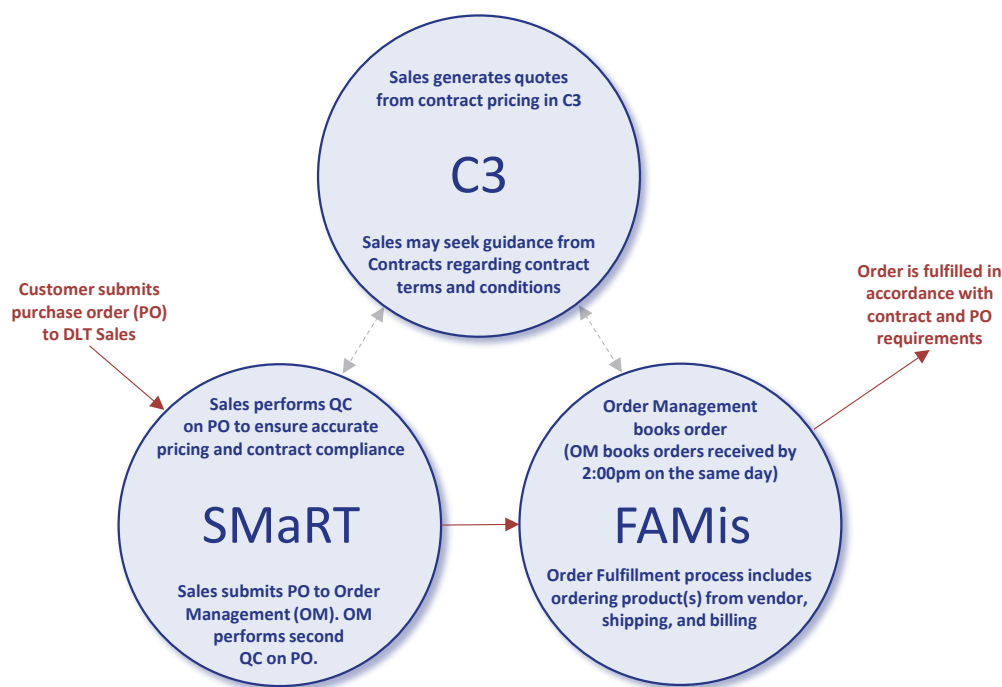 Sales generates quotes
from contract pricing in C3
C3
Sales may seek guidance from
Contracts regarding contract
terms and conditions
Customer submits
purchase order (PO)
to DLT Sales
Order is fulfilled in
accordance with
contract and PO
requirements
Sales performs QC
on PO to ensure accurate
pricing and contract compliance
SMaRT
Sales submits PO to Order
Management (OM). OM
performs second
QC on PO.
Order Management
books order
(OM books orders received by
2:00pm on the same day)
FAMis
Order Fulfillment process includes
ordering product(s) from vendor,
shipping, and billing